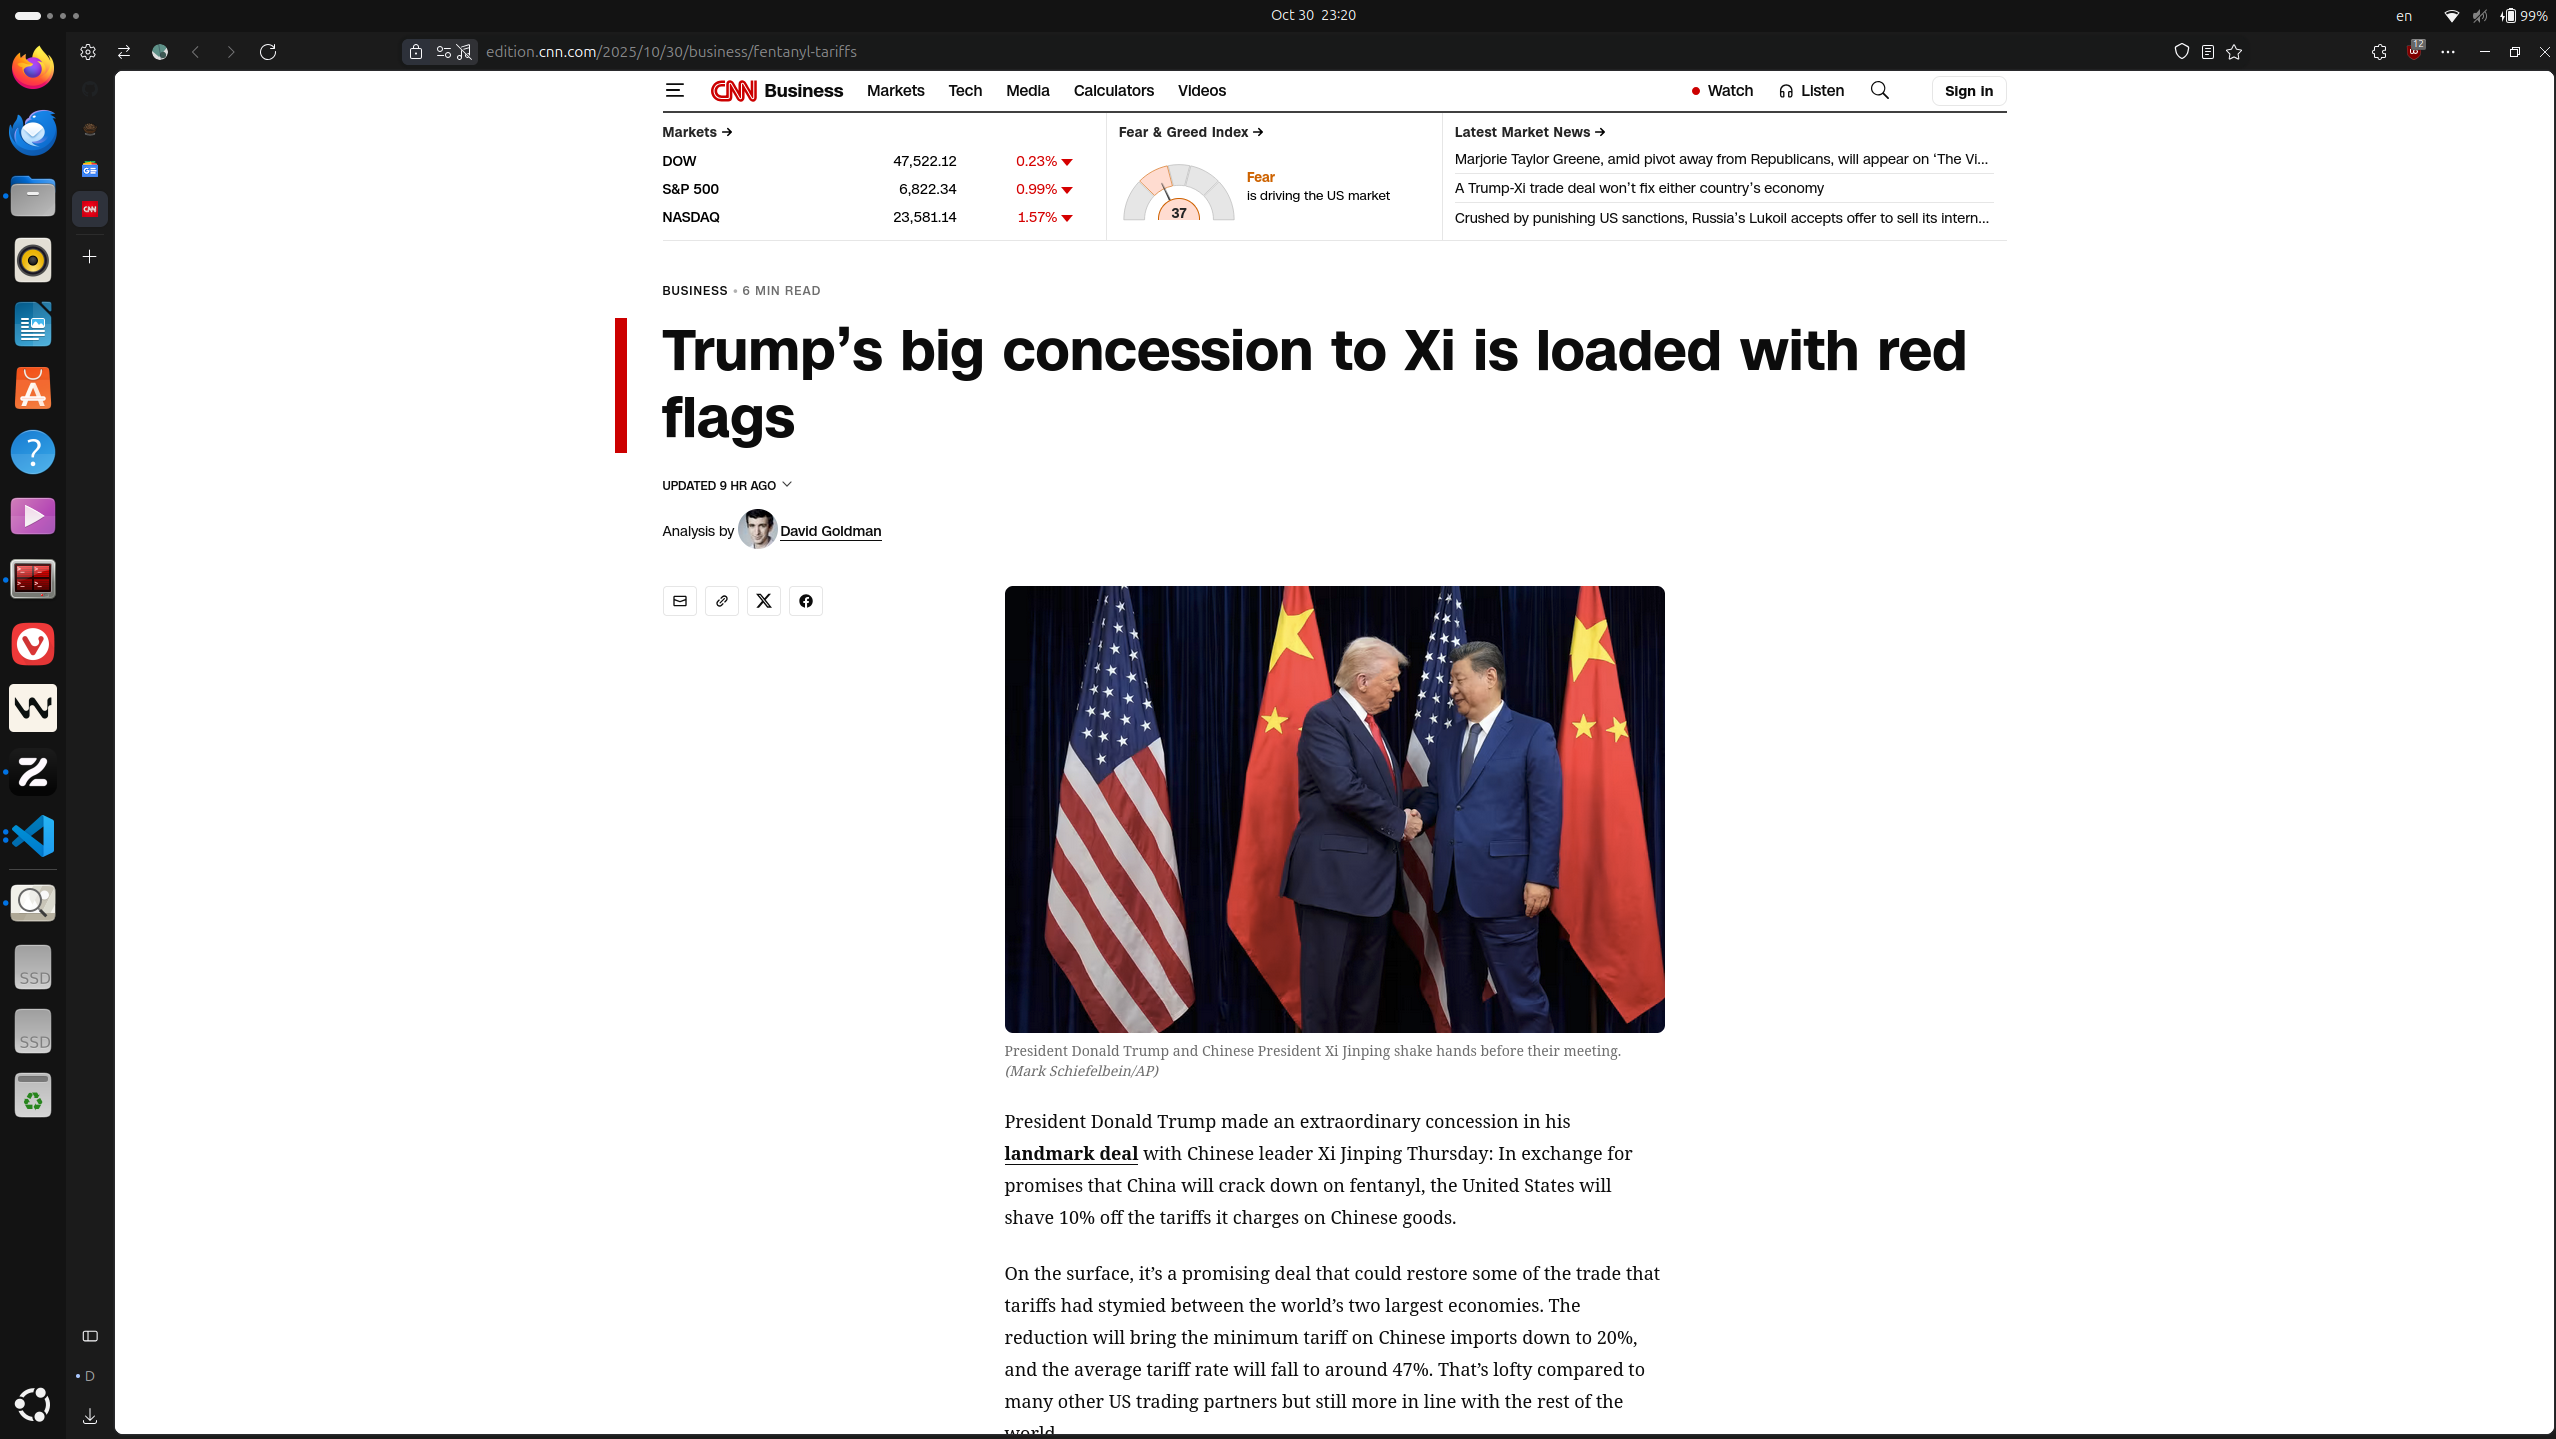 Oct 30 23:20
en
99%
edition.cnn.com/2025/10/30/business/fentanyl-tariffs
12
CNN Business
Markets
Tech
Media
Calculators
Videos
Watch
Listen
Sign in
Markets →
DOW 47,522.12 0.23%
S&P 500 6,822.34 0.99%
NASDAQ 23,581.14 1.57%
Fear & Greed Index →
37
Fear
is driving the US market
Latest Market News →
Marjorie Taylor Greene, amid pivot away from Republicans, will appear on ‘The Vi...
A Trump-Xi trade deal won’t fix either country’s economy
Crushed by punishing US sanctions, Russia’s Lukoil accepts offer to sell its intern...
BUSINESS • 6 MIN READ
Trump’s big concession to Xi is loaded with red
flags
UPDATED 9 HR AGO
Analysis by David Goldman
President Donald Trump and Chinese President Xi Jinping shake hands before their meeting.
(Mark Schiefelbein/AP)
President Donald Trump made an extraordinary concession in his
landmark deal with Chinese leader Xi Jinping Thursday: In exchange for
promises that China will crack down on fentanyl, the United States will
shave 10% off the tariffs it charges on Chinese goods.
On the surface, it’s a promising deal that could restore some of the trade that
tariffs had stymied between the world’s two largest economies. The
reduction will bring the minimum tariff on Chinese imports down to 20%,
and the average tariff rate will fall to around 47%. That’s lofty compared to
many other US trading partners but still more in line with the rest of the
world.
SSD
SSD
D